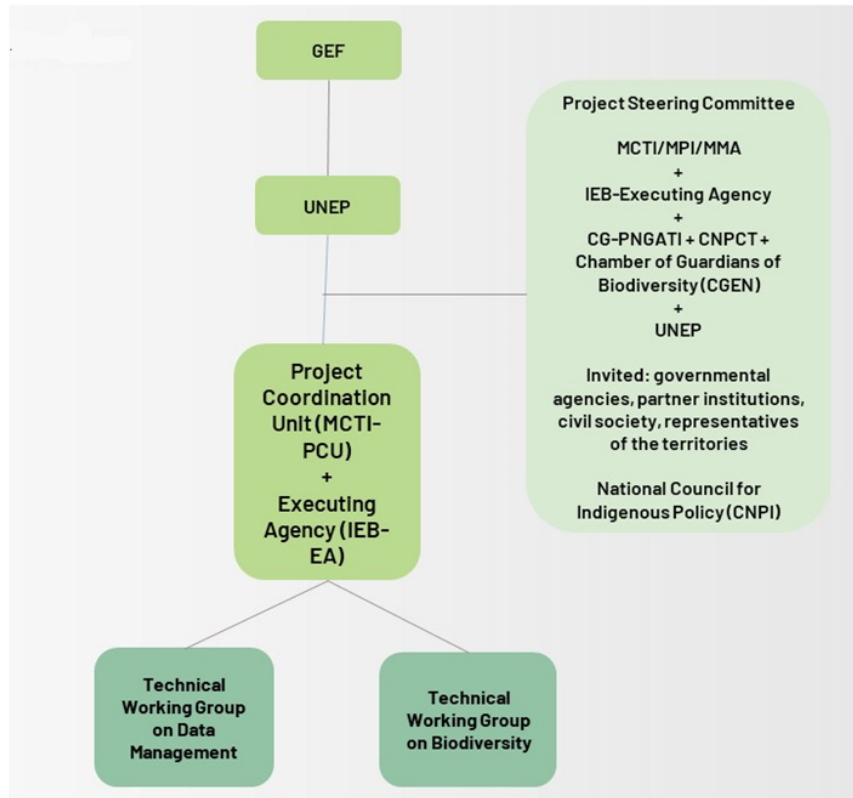 GEF
UNEP
Project Steering Committee
MCTI/MPI/MMA
+
IEB-Executing Agency
+
CG-PNGATI + CNPCT +
Chamber of Guardians of
Biodiversity (CGEN)
+
UNEP
Invited: governmental
agencies, partner institutions,
civil society, representatives
of the territories
National Council for
Indigenous Policy (CNPI)
Project
Coordination
Unit (MCTI-
PCU)
+
Executing
Agency (IEB-
EA)
Technical
Working Group
on Data
Management
Technical
Working Group
on Biodiversity